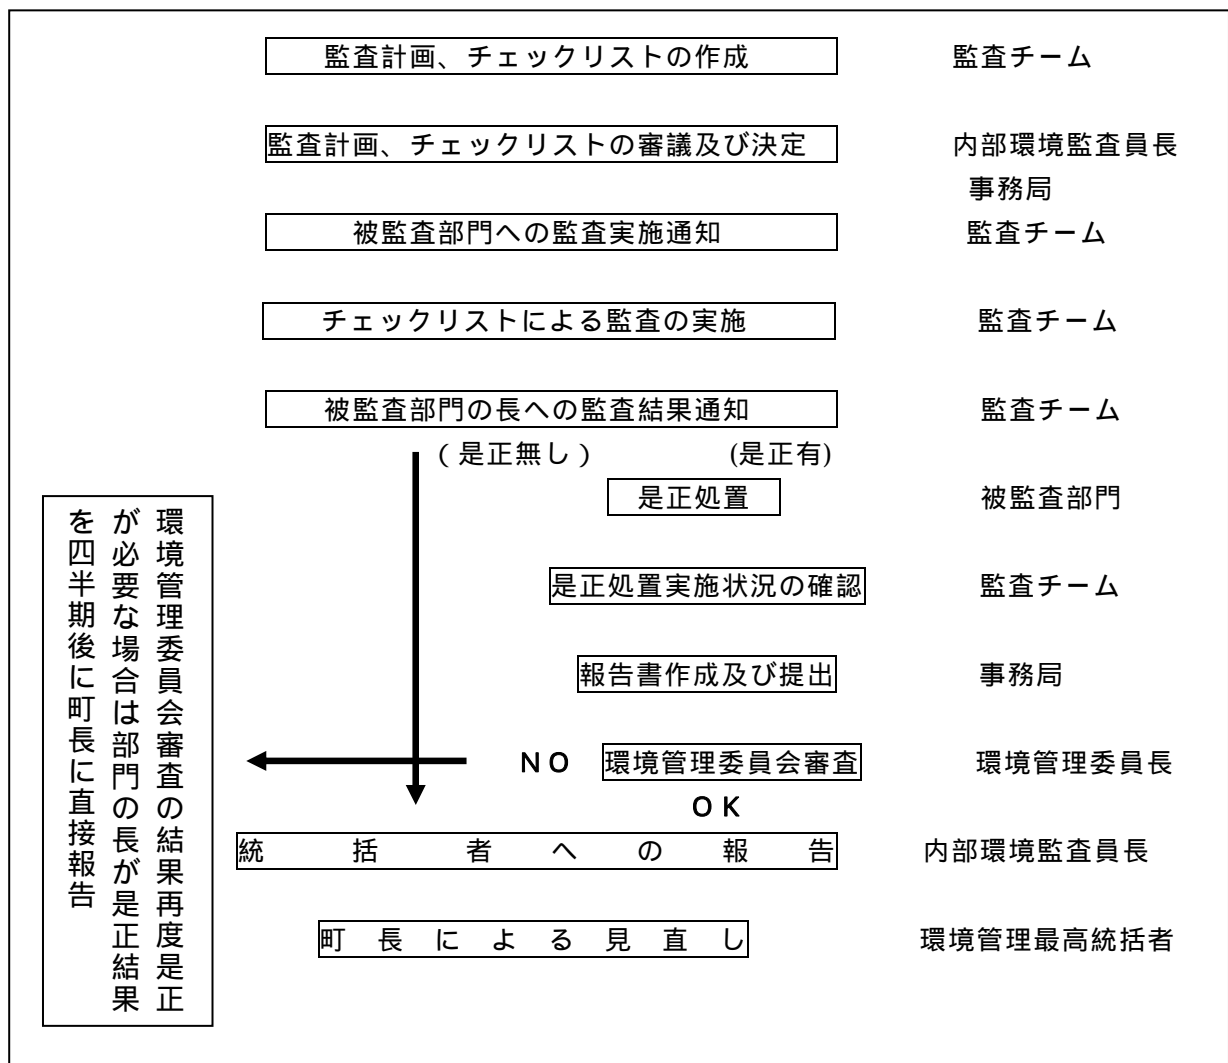 監査計画、チェックリストの作成 監査チーム
監査計画、チェックリストの審議及び決定 内部環境監査員長
事務局
被監査部門への監査実施通知 監査チーム
チェックリストによる監査の実施 監査チーム
被監査部門の長への監査結果通知 監査チーム
(是正無し) (是正有)
是正処置 被監査部門
是正処置実施状況の確認 監査チーム
報告書作成及び提出 事務局
NO 環境管理委員会審査 環境管理委員長
OK
統括者への報告 内部環境監査員長
町長による見直し 環境管理最高統括者
環境管理委員会審査の結果再度是正
が必要な場合は部門の長が是正結果
を四半期後に町長に直接報告